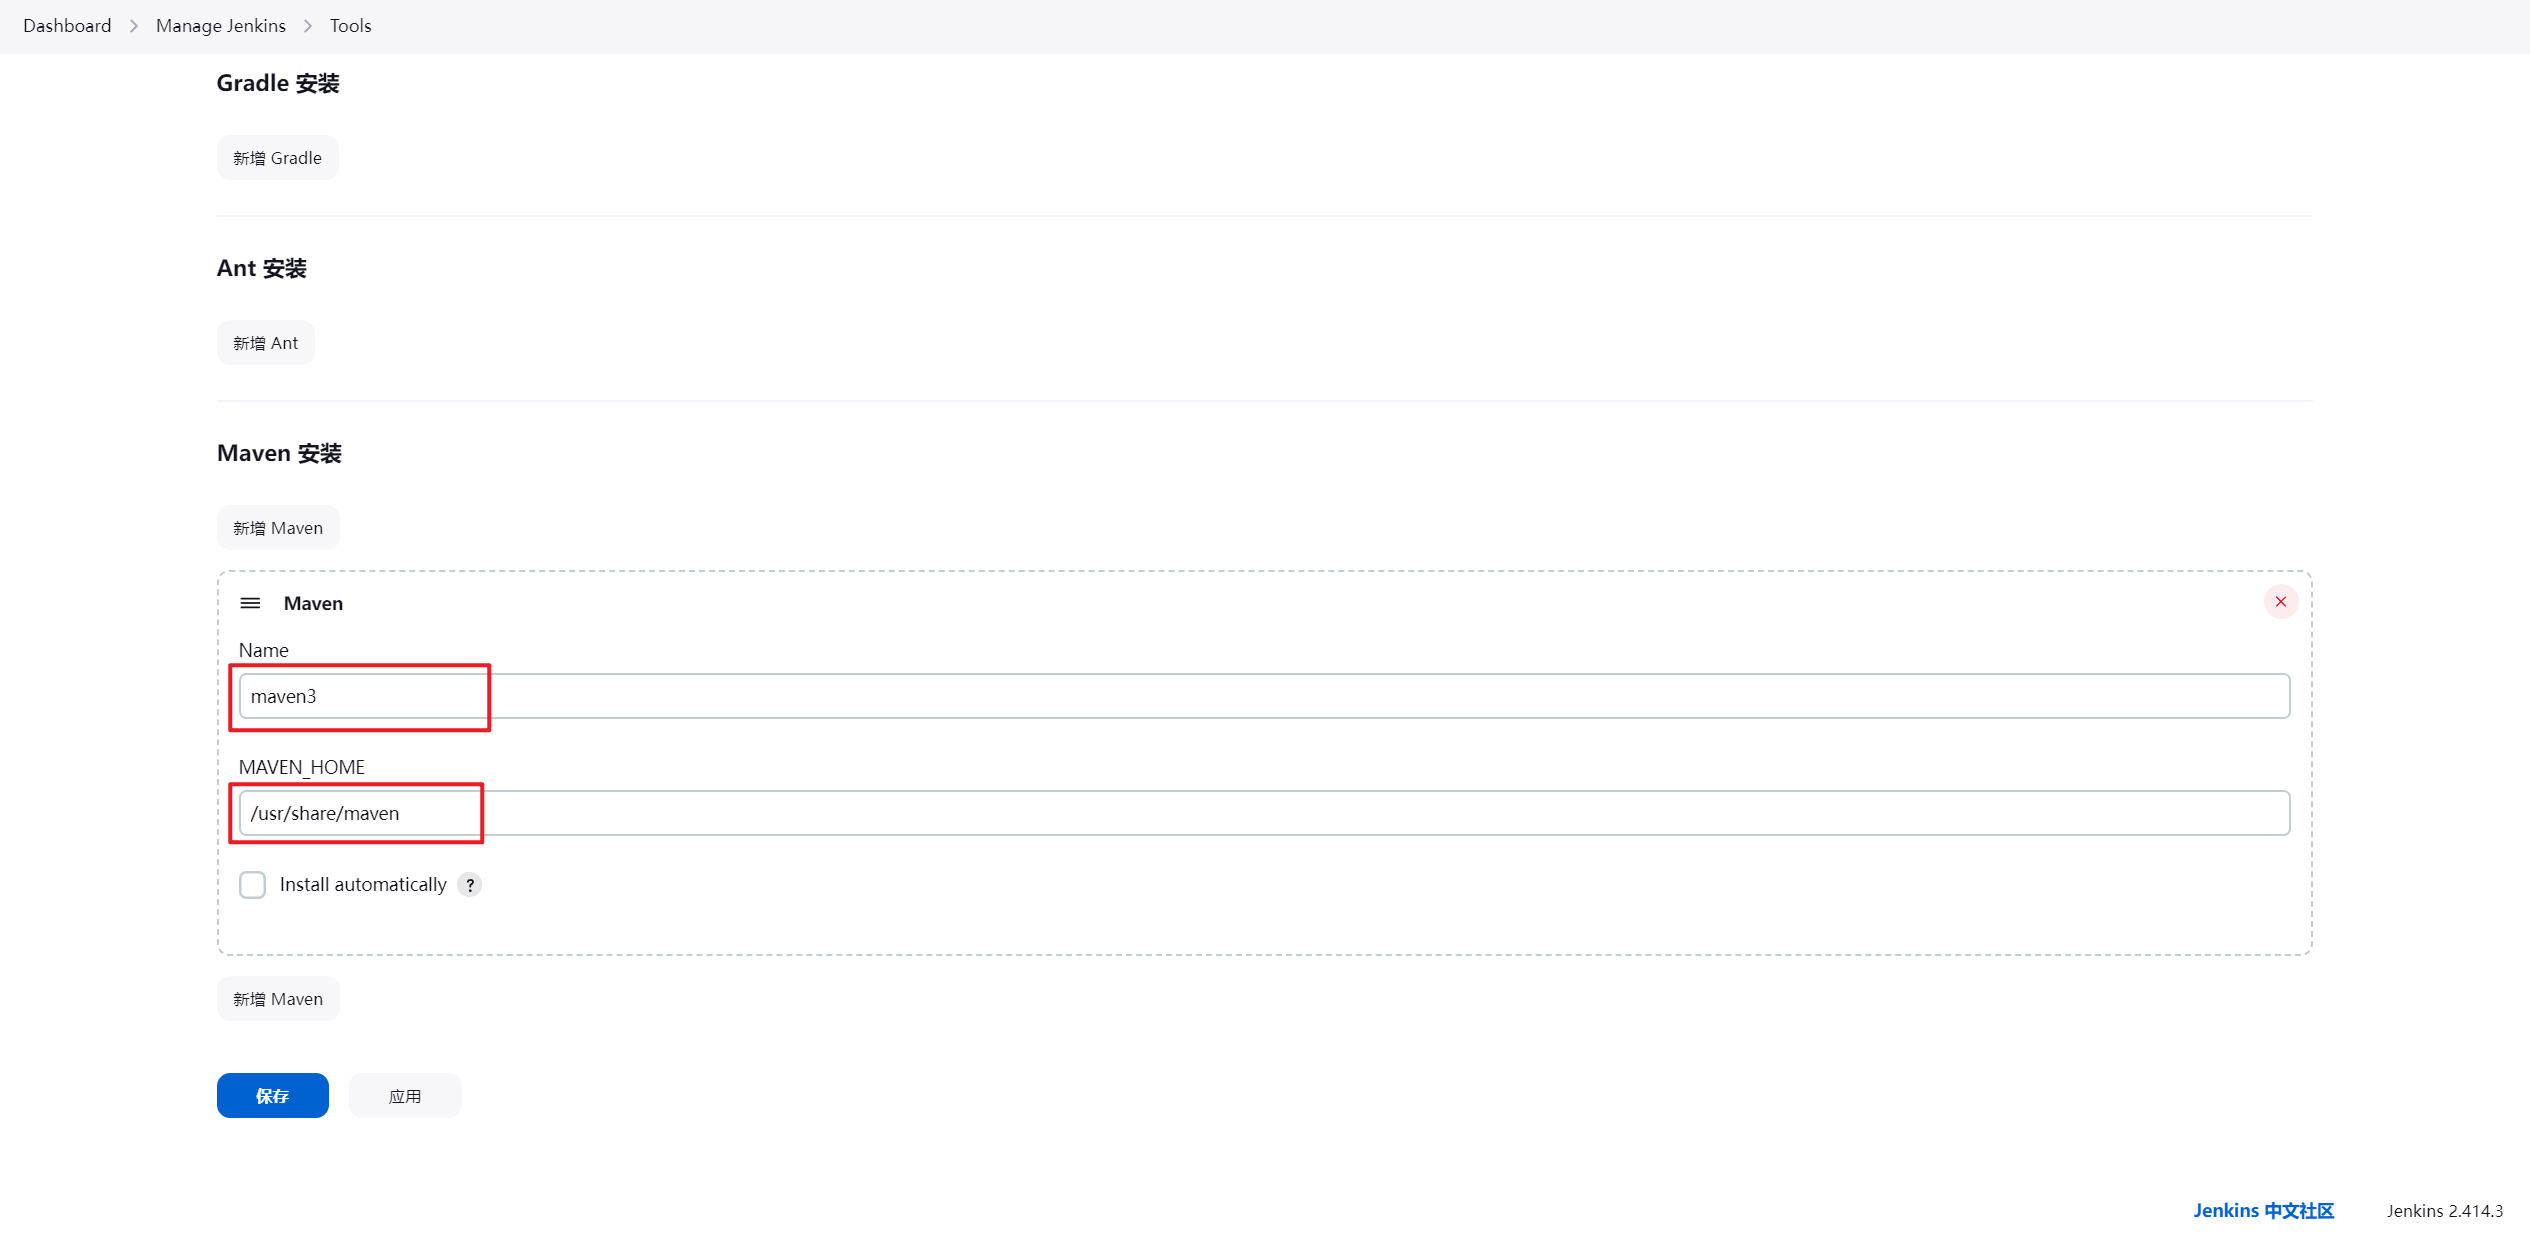 Dashboard > Manage Jenkins > Tools
Gradle 安装
新增 Gradle
Ant 安装
新增 Ant
Maven 安装
新增 Maven
Maven
Name
maven3
MAVEN_HOME
/usr/share/maven
Install automatically ?
新增 Maven
保存 应用
Jenkins 中文社区 Jenkins 2.414.3